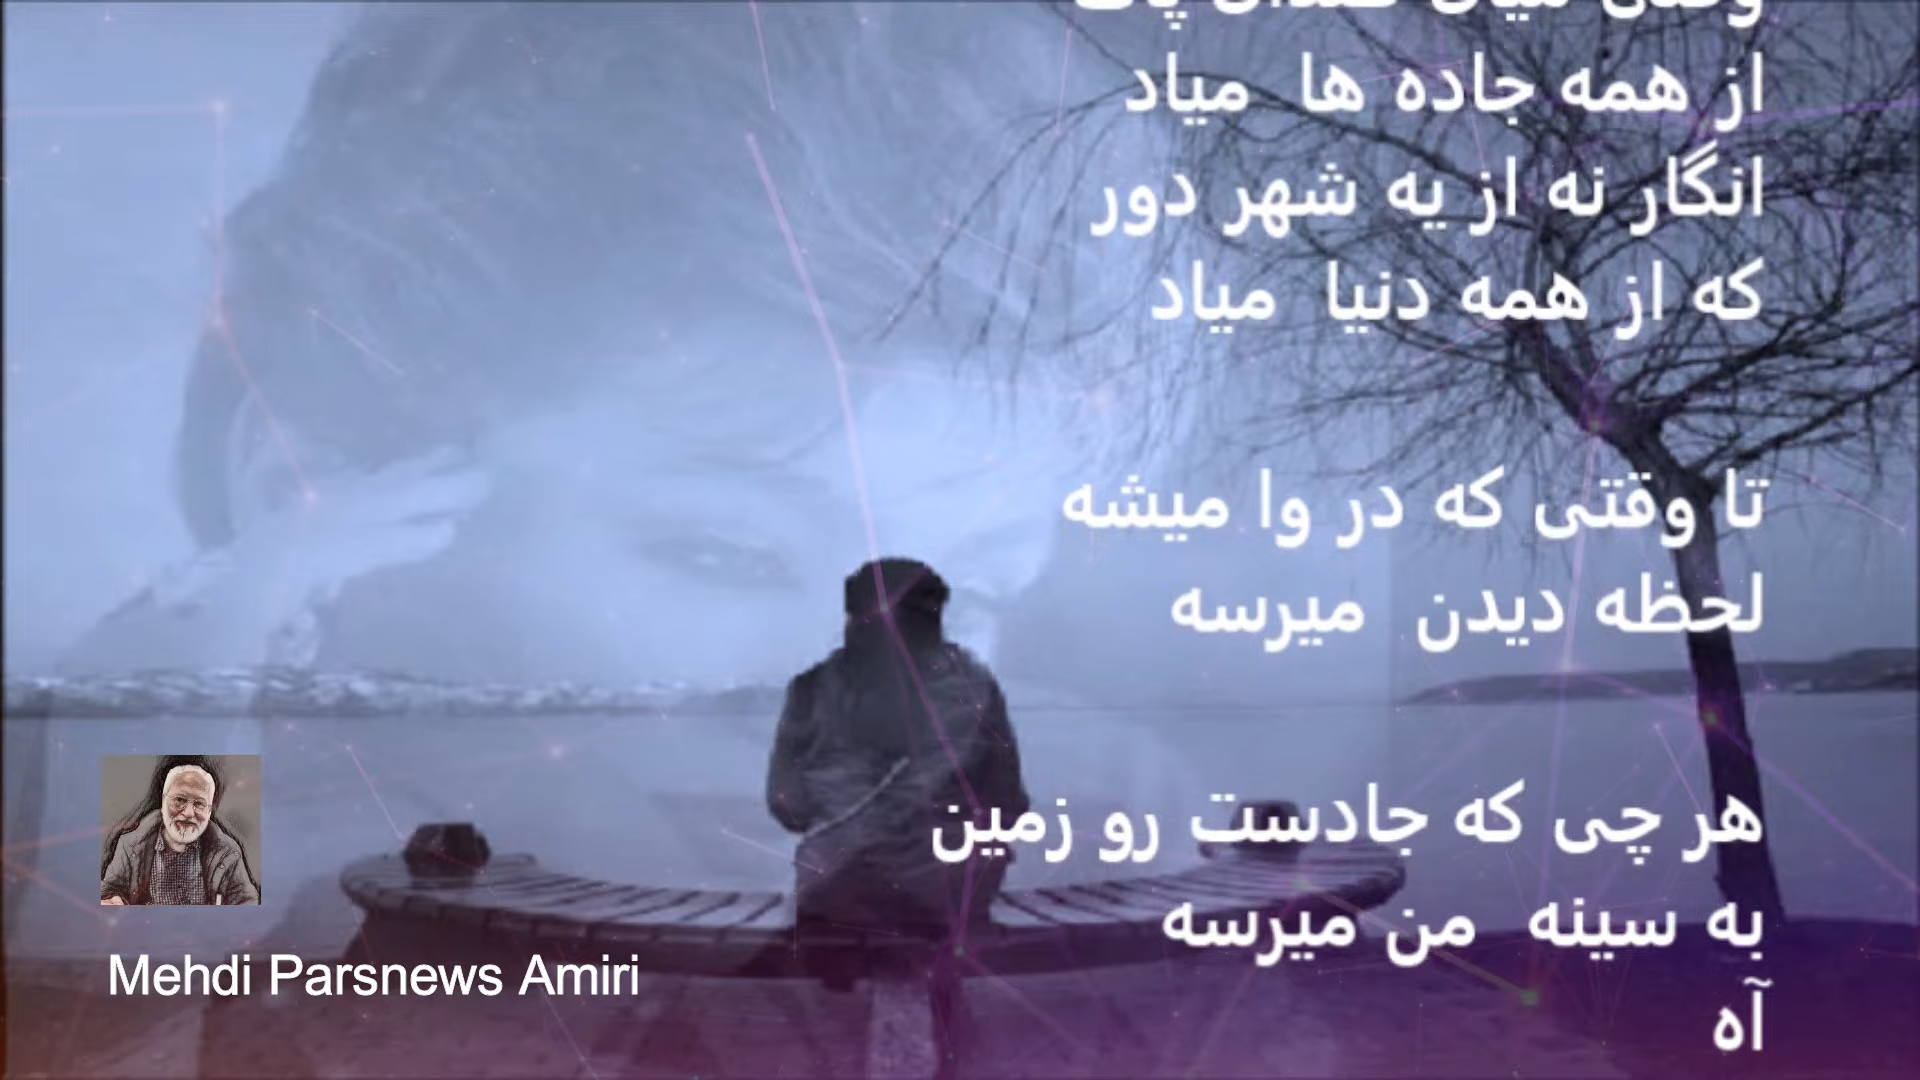 از همه جاده ها میاد
انگار نه از یه شهر دور
که از همه دنیا میاد
تا وقتی که در وا میشه
لحظه دیدن میرسه
هر چی که جادست رو زمین
به سینه من میرسه
آه
Mehdi Parsnews Amiri